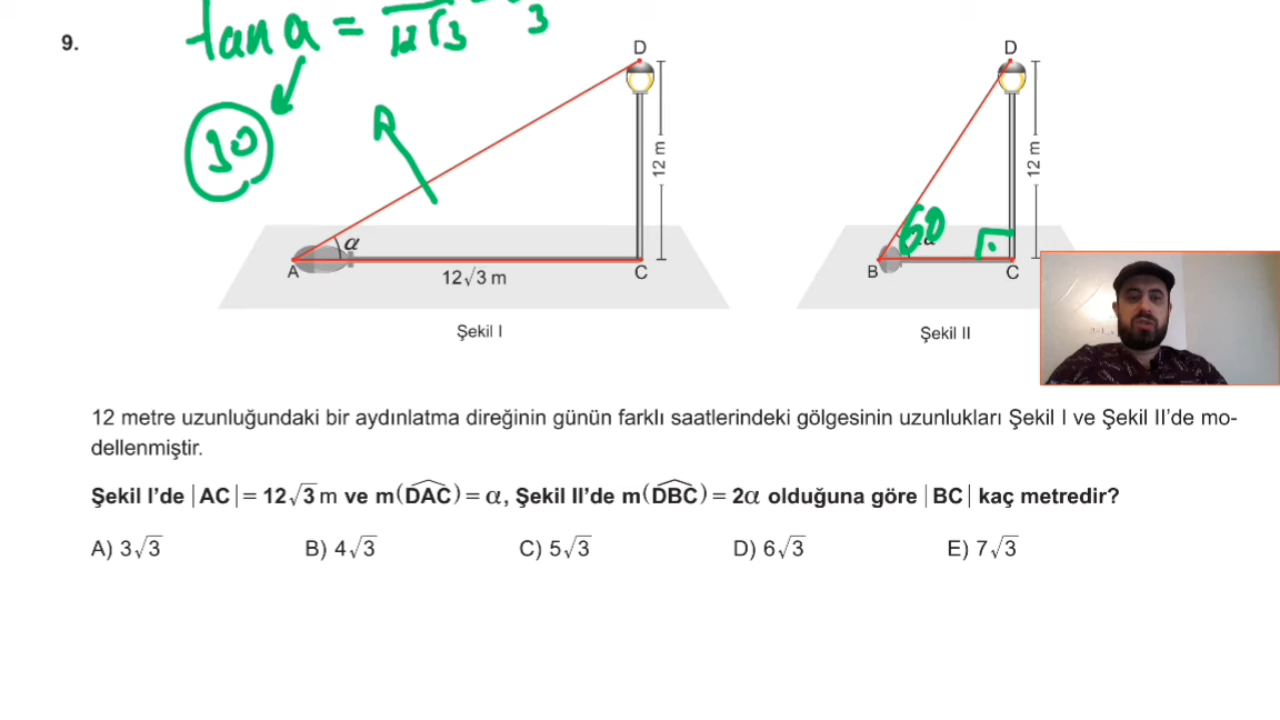 9.
tan a = 12√3 3
30
D
D
12 m
12 m
A
60
α
A
12√3 m
C
B
C
Şekil I
Şekil II
12 metre uzunluğundaki bir aydınlatma direğinin günün farklı saatlerindeki gölgesinin uzunlukları Şekil I ve Şekil II'de mo-
dellenmiştir.
Şekil I'de |AC| = 12√3 m ve m(DAC) = α, Şekil II'de m(DBC) = 2α olduğuna göre |BC| kaç metredir?
A) 3√3 B) 4√3 C) 5√3 D) 6√3 E) 7√3